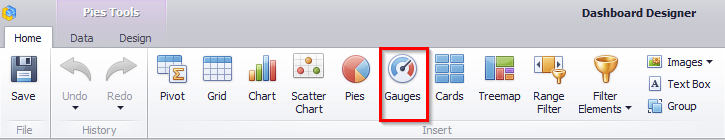 Pies Tools
Dashboard Designer
Home Data Design
Save Undo Redo Pivot Grid Chart Scatter Chart Pies Gauges Cards Treemap Range Filter Filter Elements Images
Text Box
Group
File History Insert